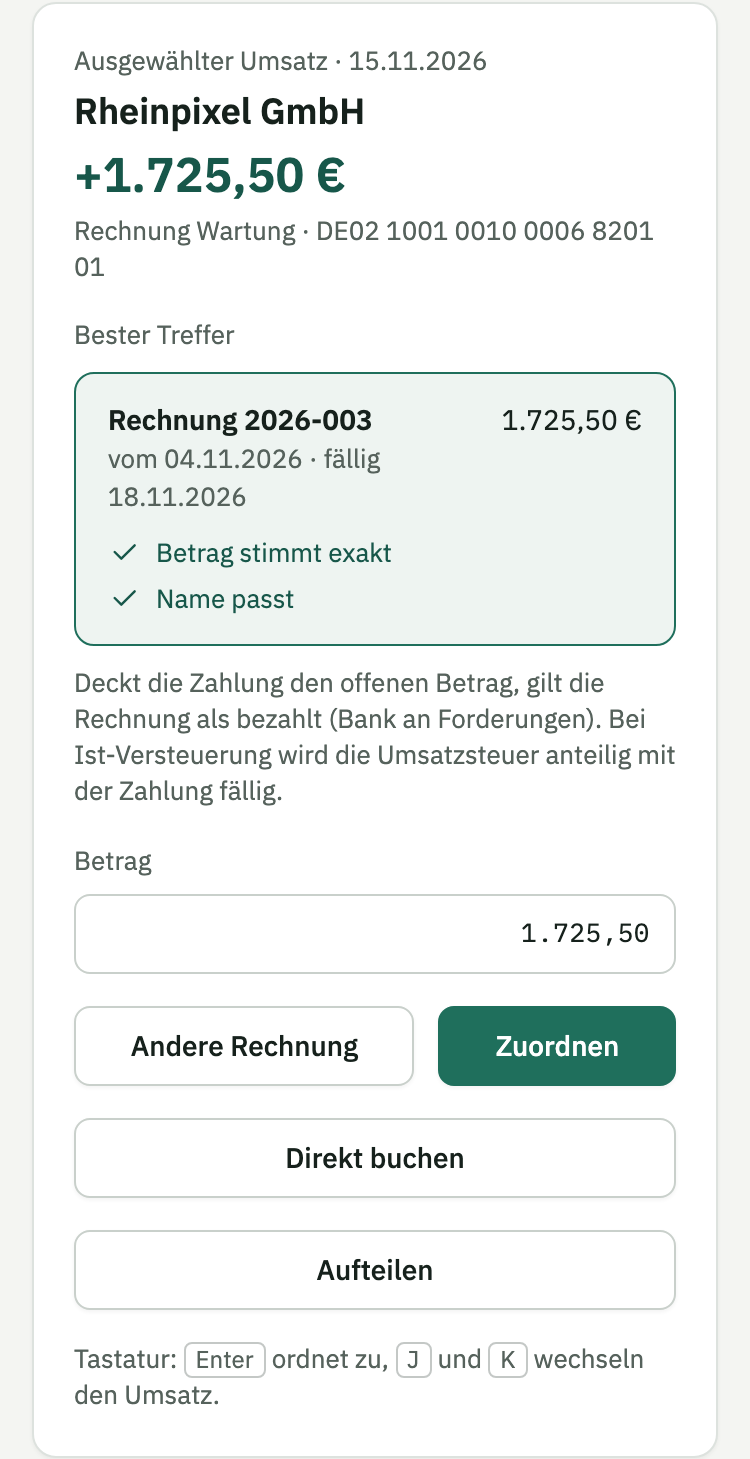 Ausgewählter Umsatz · 15.11.2026
Rheinpixel GmbH
+1.725,50 €
Rechnung Wartung · DE02 1001 0010 0006 8201
01
Bester Treffer
Rechnung 2026-003 1.725,50 €
vom 04.11.2026 · fällig
18.11.2026
Betrag stimmt exakt
Name passt
Deckt die Zahlung den offenen Betrag, gilt die
Rechnung als bezahlt (Bank an Forderungen). Bei
Ist-Versteuerung wird die Umsatzsteuer anteilig mit
der Zahlung fällig.
Betrag
1.725,50
Andere Rechnung Zuordnen
Direkt buchen
Aufteilen
Tastatur: Enter ordnet zu, J und K wechseln
den Umsatz.